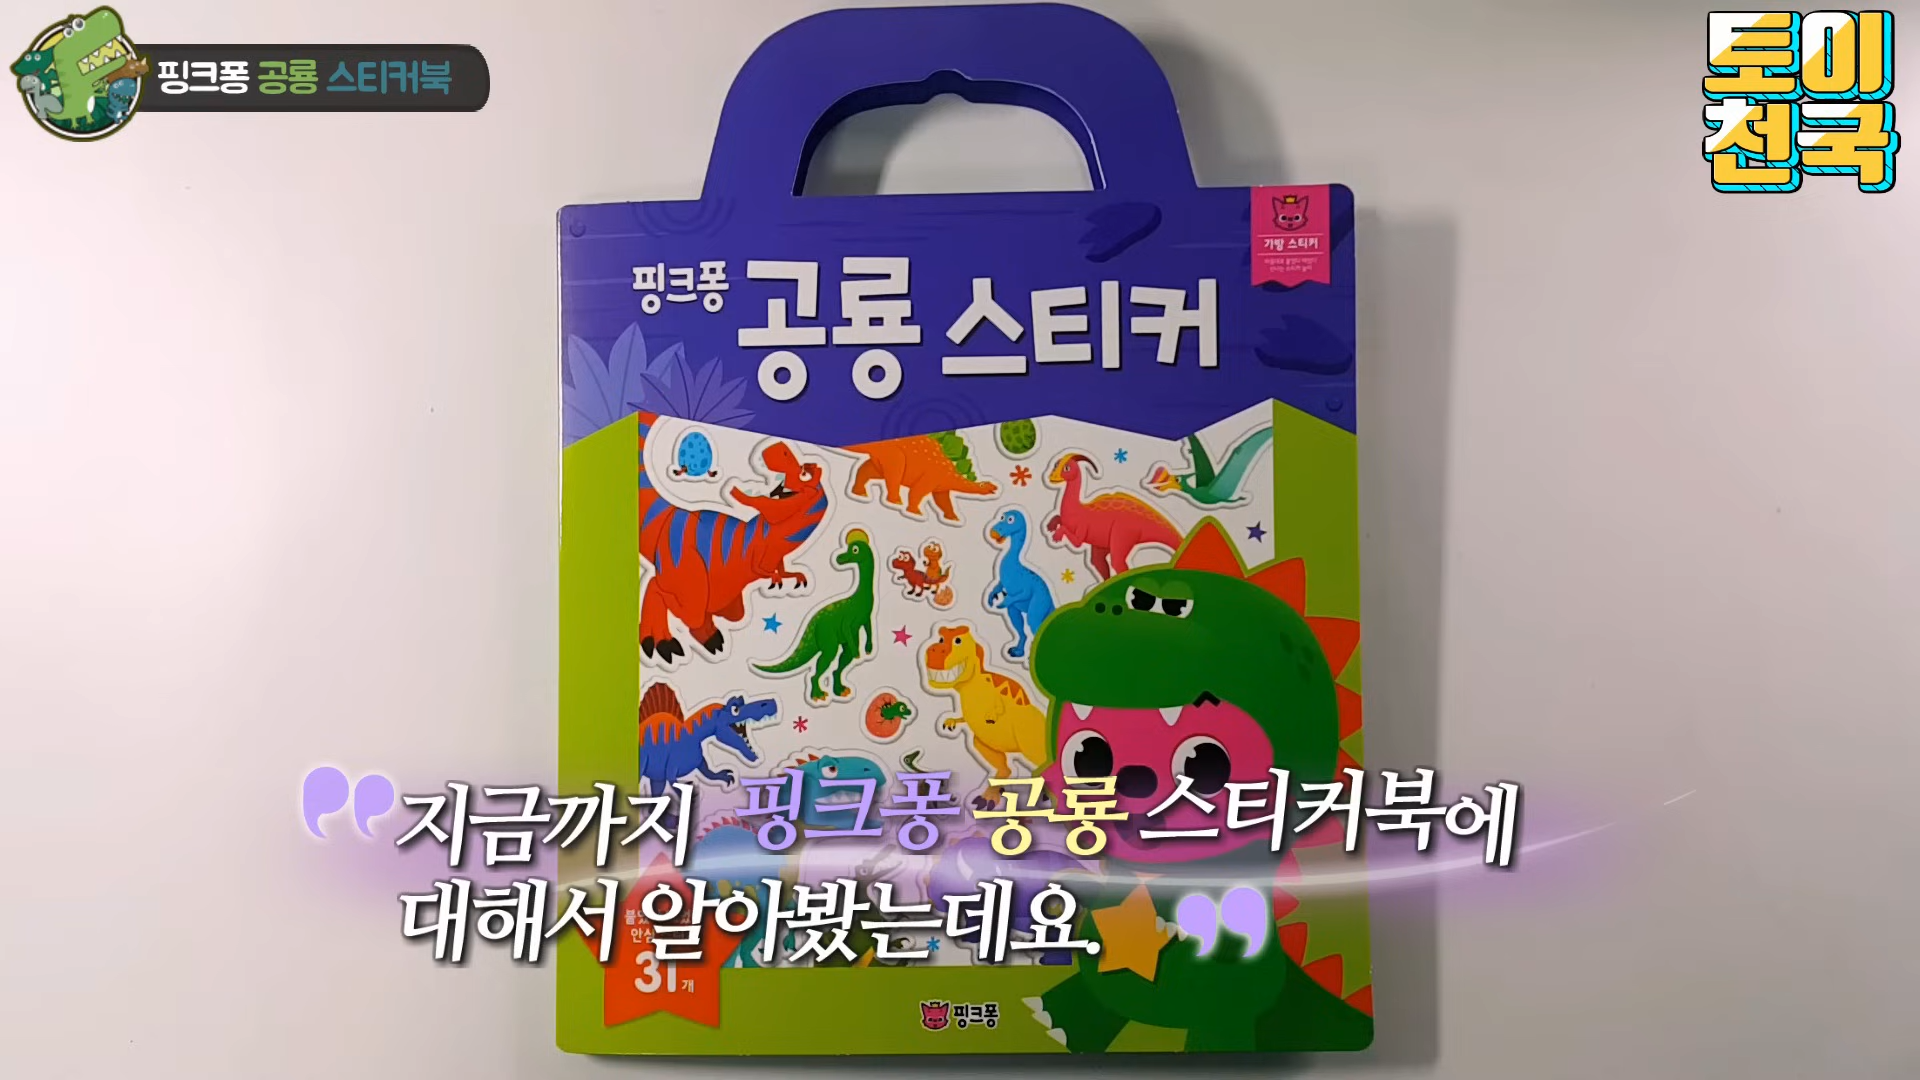 핑크퐁 공룡 스티커북
토이
천국
가방 스티커
핑크퐁 공룡 스티커
지금까지 핑크퐁 공룡 스티커북에
대해서 알아봤는데요.
31개
핑크퐁